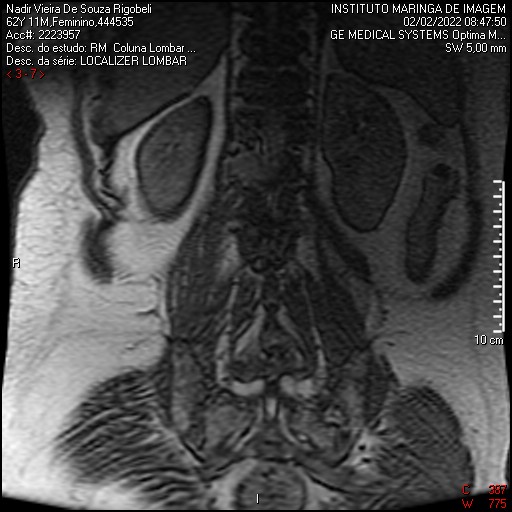 Nadir Vieira De Souza Rigobeli
62Y 11M,Feminino,444535
Acc#: 2223957
Desc. do estudo: RM Coluna Lombar ...
Desc. da série: LOCALIZER LOMBAR
< 3 - 7 >
INSTITUTO MARINGA DE IMAGEM
02/02/2022 08:47:50
GE MEDICAL SYSTEMS Optima M...
SW 5,00 mm
R
10 cm
I
C 387
W 775